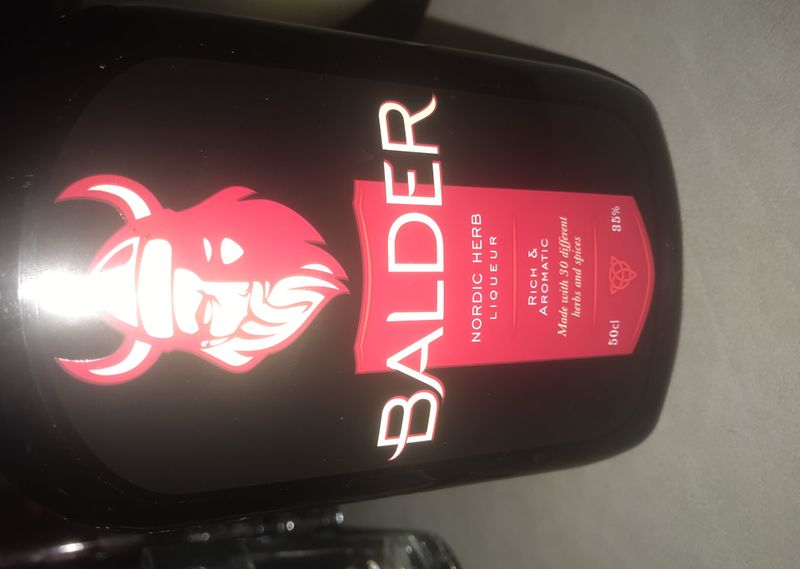 BALDER
NORDIC HERB
LIQUEUR
RICH &
AROMATIC
Made with 30 different
herbs and spices
50cl
35%